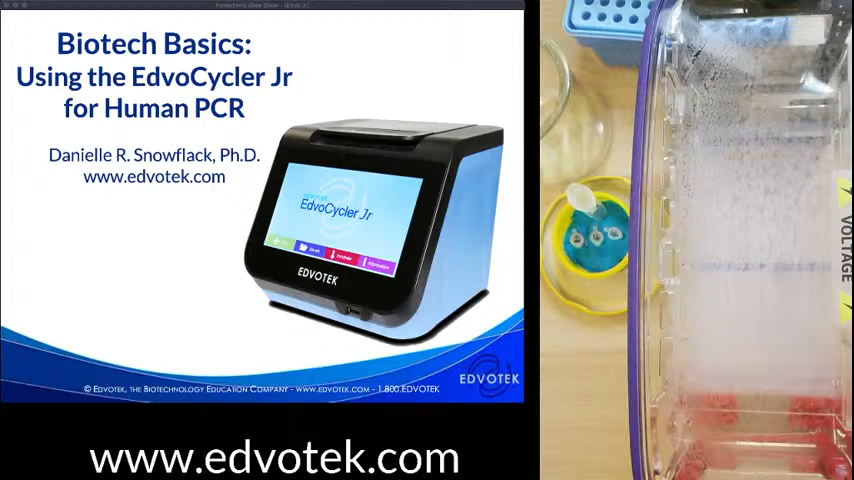 Biotech Basics:
Using the EdvoCycler Jr
for Human PCR
Danielle R. Snowflack, Ph.D.
www.edvotek.com
EdvoCycler Jr
EDVOTEK
© EDVOTEK, THE BIOTECHNOLOGY EDUCATION COMPANY - WWW.EDVOTEK.COM - 1.800.EDVOTEK
EDVOTEK
www.edvotek.com
VOLTAGE